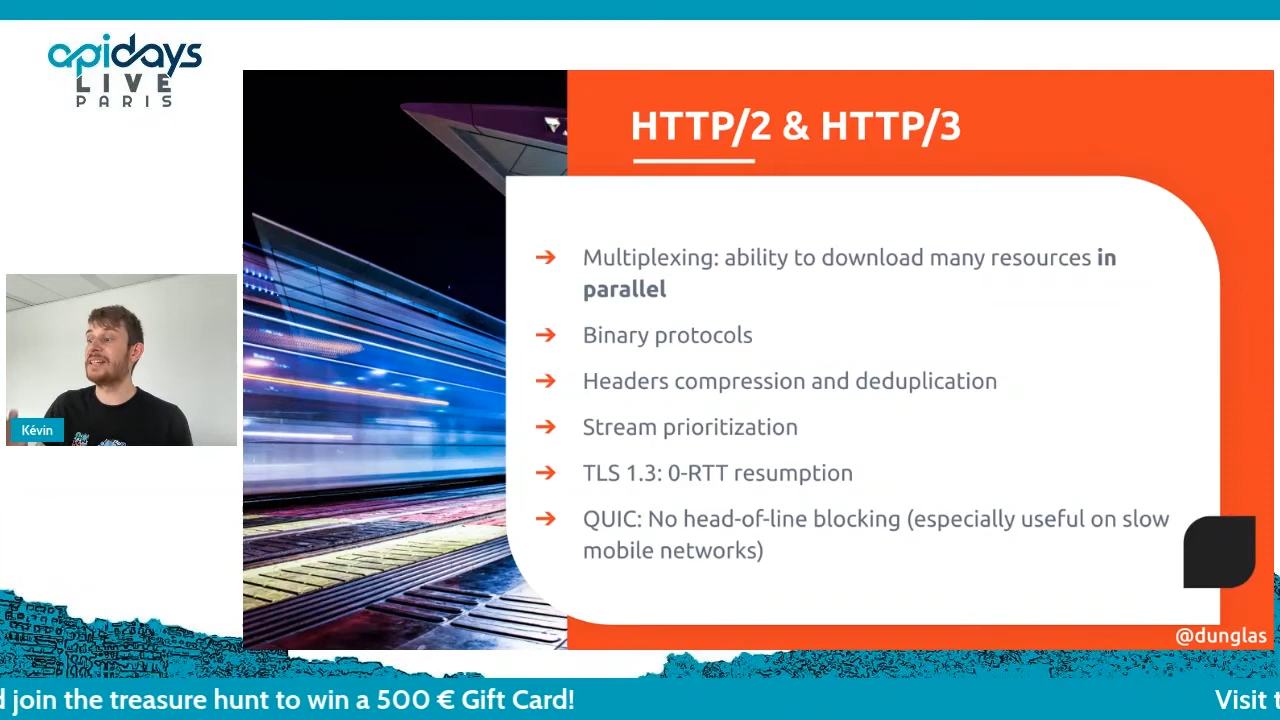 apidays
LIVE
PARIS
HTTP/2 & HTTP/3
➔ Multiplexing: ability to download many resources in
parallel
➔ Binary protocols
➔ Headers compression and deduplication
➔ Stream prioritization
➔ TLS 1.3: 0-RTT resumption
➔ QUIC: No head-of-line blocking (especially useful on slow
mobile networks)
Kévin
@dunglas
join the treasure hunt to win a 500 € Gift Card!
Visit